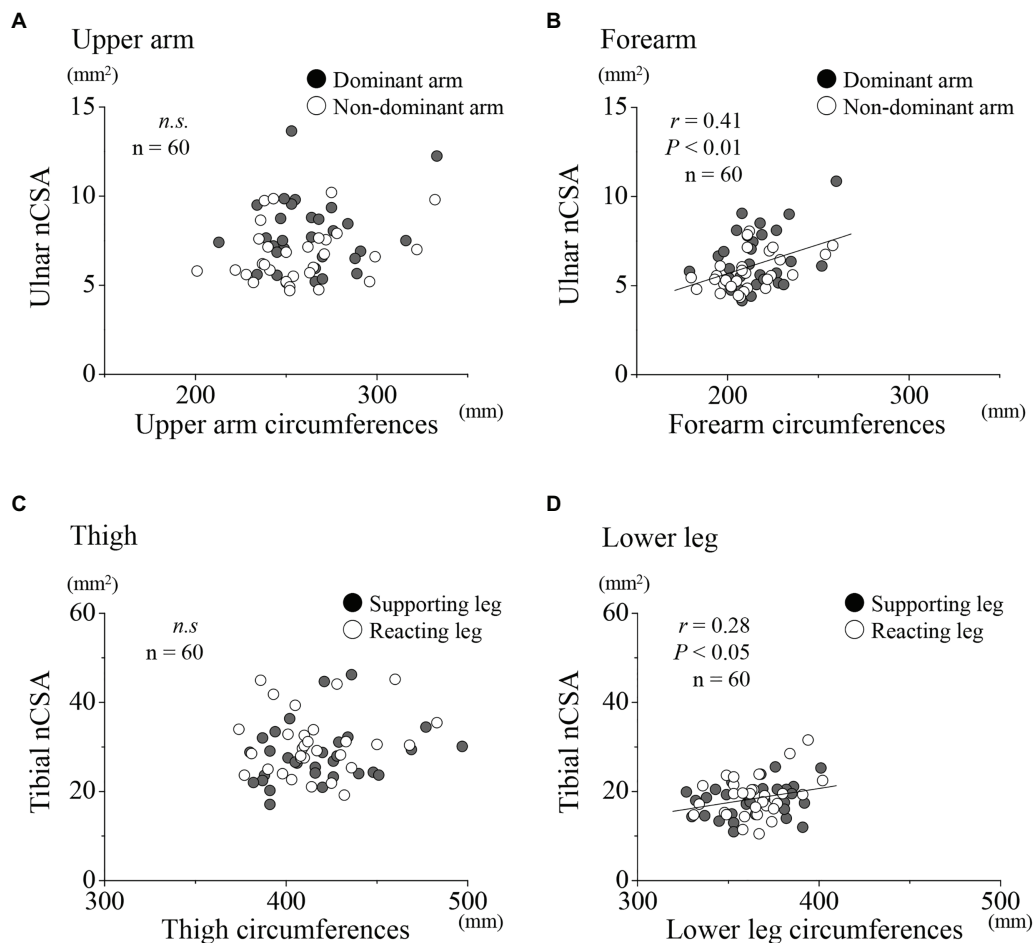 A
Upper arm
(mm²)
Dominant arm
Non-dominant arm
n.s.
n = 60
15
10
5
0
Ulnar nCSA
200
300
(mm)
Upper arm circumferences
B
Forearm
(mm²)
Dominant arm
Non-dominant arm
r = 0.41
P < 0.01
n = 60
15
10
5
0
Ulnar nCSA
200
300
(mm)
Forearm circumferences
C
Thigh
(mm²)
Supporting leg
Reacting leg
n.s
n = 60
60
40
20
0
Tibial nCSA
300
400
500
(mm)
Thigh circumferences
D
Lower leg
(mm²)
Supporting leg
Reacting leg
r = 0.28
P < 0.05
n = 60
60
40
20
0
Tibial nCSA
300
400
500
(mm)
Lower leg circumferences